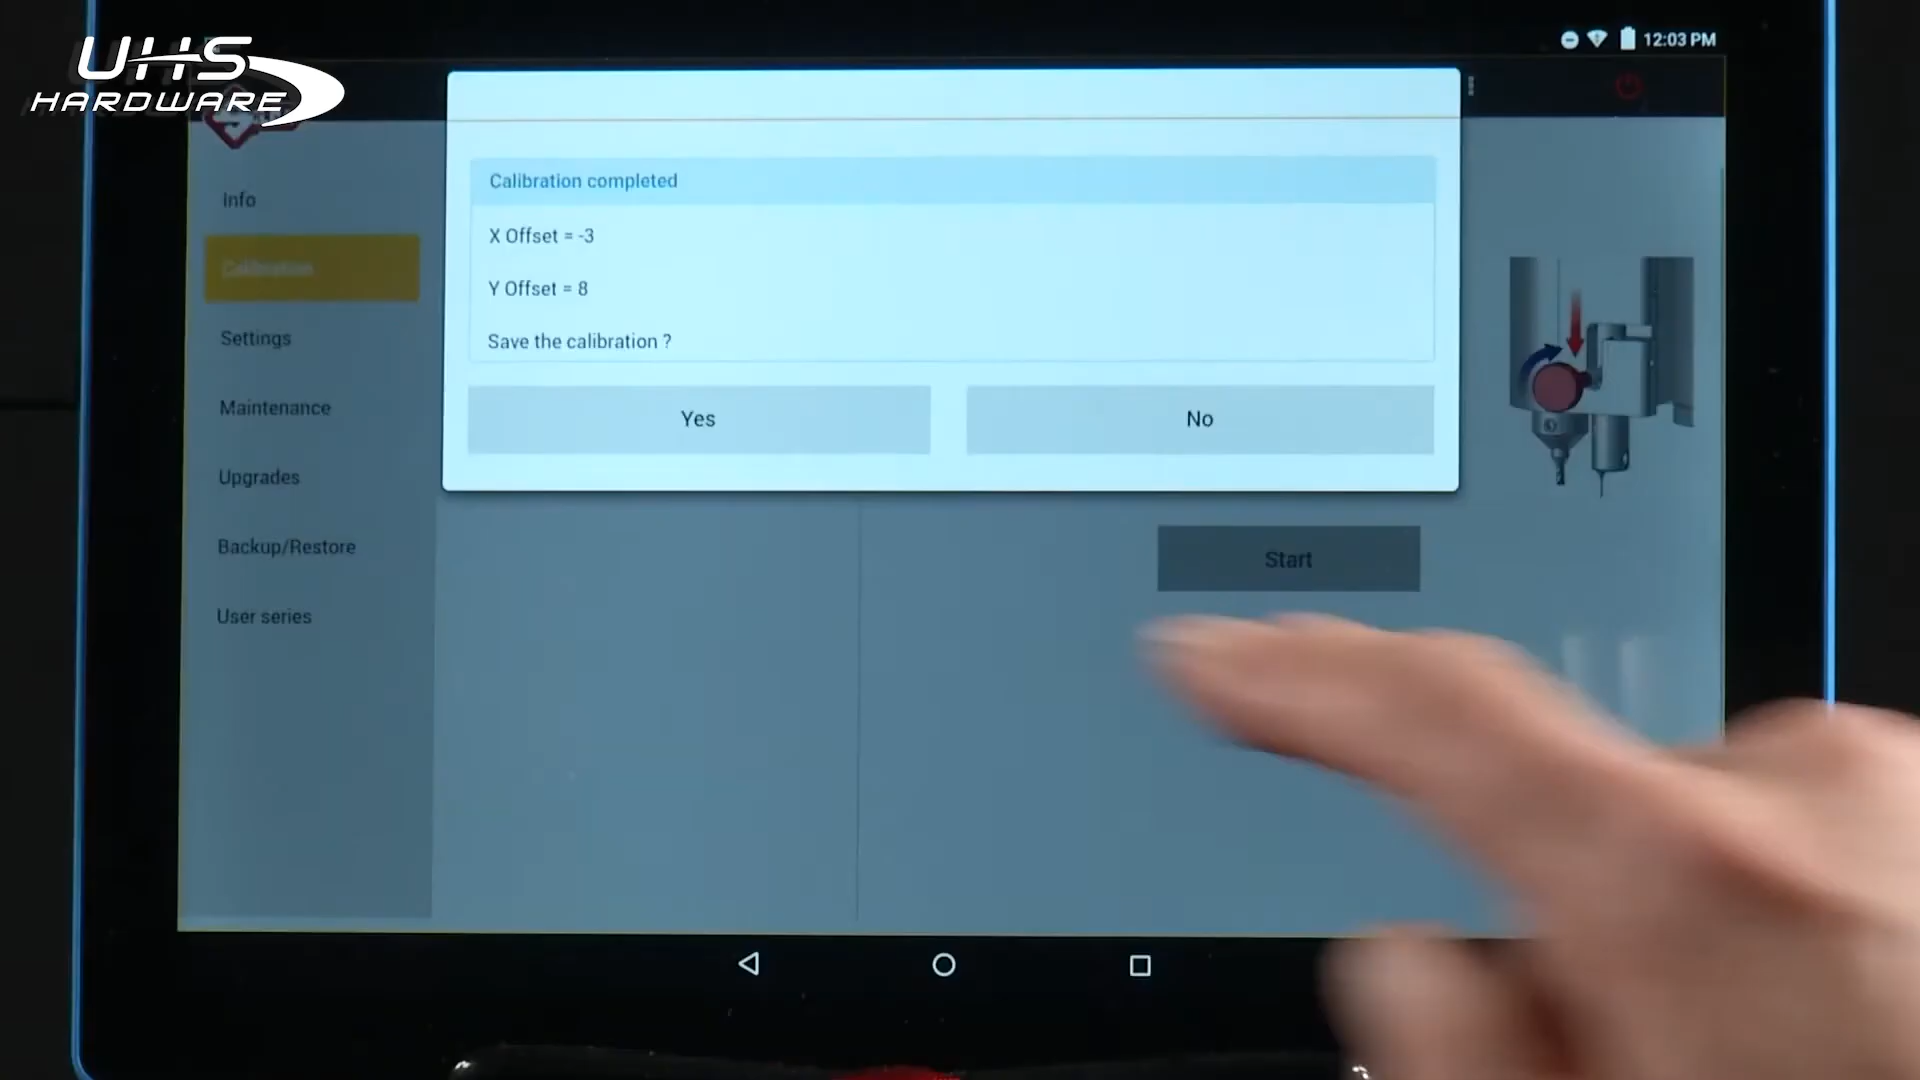 UHS
HARDWARE
12:03 PM
Calibration completed
X Offset = -3
Y Offset = 8
Save the calibration ?
Yes
No
Info
Calibration
Settings
Maintenance
Upgrades
Backup/Restore
User series
Start